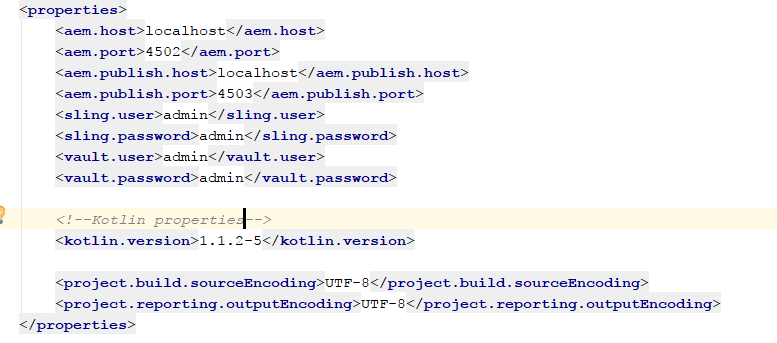 <properties>
<aem.host>localhost</aem.host>
<aem.port>4502</aem.port>
<aem.publish.host>localhost</aem.publish.host>
<aem.publish.port>4503</aem.publish.port>
<sling.user>admin</sling.user>
<sling.password>admin</sling.password>
<vault.user>admin</vault.user>
<vault.password>admin</vault.password>
<!--Kotlin properties-->
<kotlin.version>1.1.2-5</kotlin.version>
<project.build.sourceEncoding>UTF-8</project.build.sourceEncoding>
<project.reporting.outputEncoding>UTF-8</project.reporting.outputEncoding>
</properties>